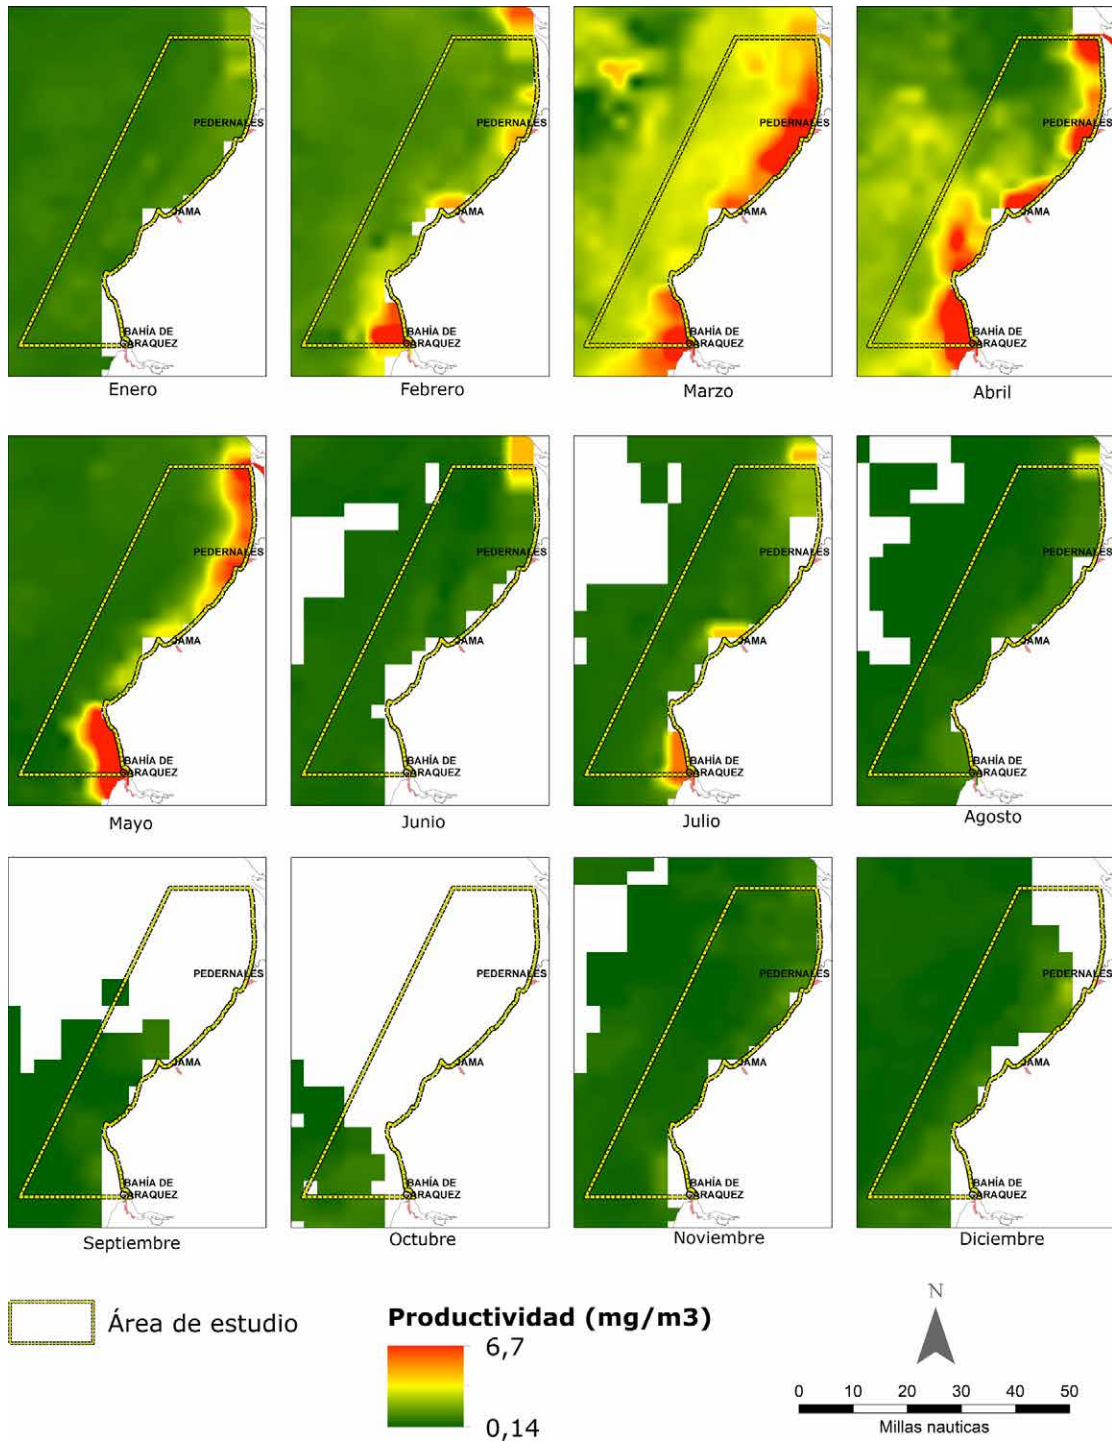 PEDERNALES
JAMA
BAHÍA DE
CARAQUEZ
Enero
PEDERNALES
JAMA
BAHÍA DE
CARAQUEZ
Febrero
PEDERNALES
JAMA
BAHÍA DE
CARAQUEZ
Marzo
PEDERNALES
JAMA
BAHÍA DE
CARAQUEZ
Abril
PEDERNALES
JAMA
BAHÍA DE
CARAQUEZ
Mayo
PEDERNALES
JAMA
BAHÍA DE
CARAQUEZ
Junio
PEDERNALES
JAMA
BAHÍA DE
CARAQUEZ
Julio
PEDERNALES
JAMA
BAHÍA DE
CARAQUEZ
Agosto
PEDERNALES
JAMA
BAHÍA DE
CARAQUEZ
Septiembre
PEDERNALES
JAMA
BAHÍA DE
CARAQUEZ
Octubre
PEDERNALES
JAMA
BAHÍA DE
CARAQUEZ
Noviembre
PEDERNALES
JAMA
BAHÍA DE
CARAQUEZ
Diciembre
Área de estudio
Productividad (mg/m3)
6,7
0,14
N
0 10 20 30 40 50
Millas nauticas